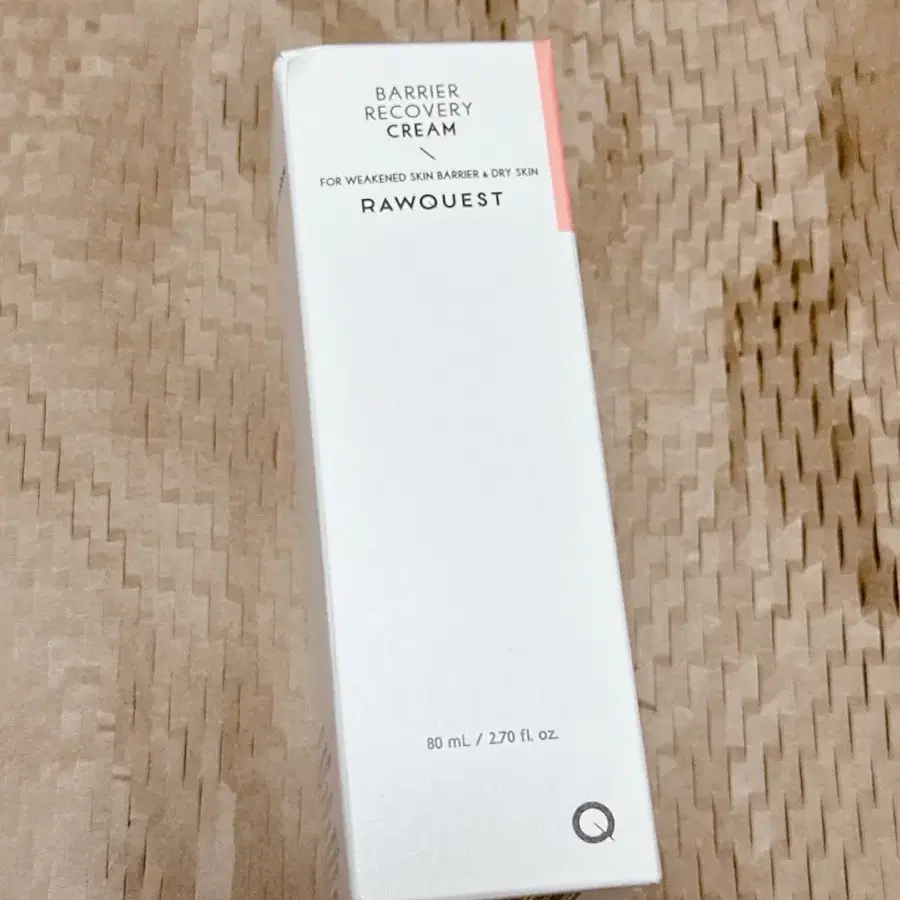 BARRIER
RECOVERY
CREAM
FOR WEAKENED SKIN BARRIER & DRY SKIN
RAWQUEST
80 mL / 2.70 fl. oz.
Q